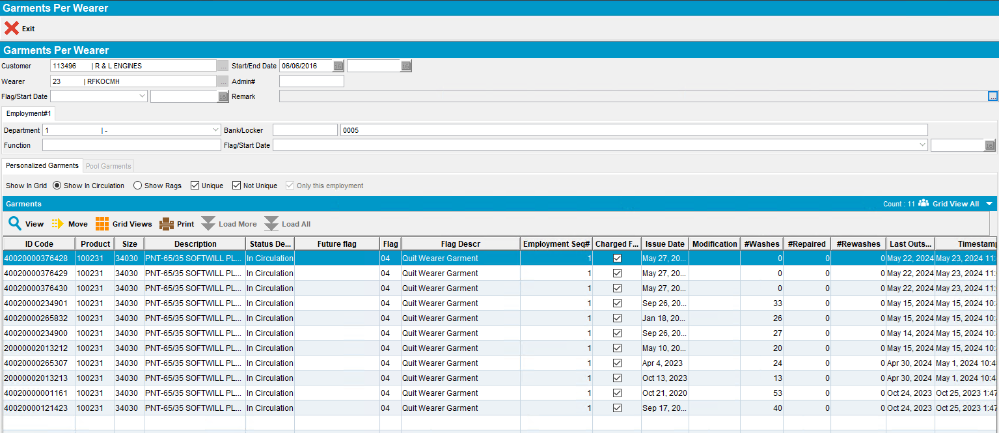 Garments Per Wearer
Exit
Garments Per Wearer
Customer 113496 | R & L ENGINES ... Start/End Date 06/06/2016 16 16
Wearer 23 | RFKOCMH ... Admin#
Flag/Start Date 16 Remark ...
Employment#1
Department 1 | - Bank/Locker 0005
Function Flag/Start Date 16
Personalized Garments Pool Garments
Show In Grid Show In Circulation Show Rags Unique Not Unique Only this employment
Garments Count : 11 Grid View All
View Move Grid Views Print Load More Load All
ID Code Product Size Description Status De... Future flag Flag Flag Descr Employment Seq# Charged F... Issue Date Modification #Washes #Repaired #Rewashes Last Outs... Timestamp
40020000376428 100231 34030 PNT-65/35 SOFTWILL PL... In Circulation 04 Quit Wearer Garment 1 May 27, 20... 0 0 0 May 22, 2024 May 23, 2024 11:
40020000376429 100231 34030 PNT-65/35 SOFTWILL PL... In Circulation 04 Quit Wearer Garment 1 May 27, 20... 0 0 0 May 22, 2024 May 23, 2024 11:
40020000376430 100231 34030 PNT-65/35 SOFTWILL PL... In Circulation 04 Quit Wearer Garment 1 May 27, 20... 0 0 0 May 22, 2024 May 23, 2024 11:
40020000234901 100231 34030 PNT-65/35 SOFTWILL PL... In Circulation 04 Quit Wearer Garment 1 Sep 26, 20... 33 0 0 May 15, 2024 May 15, 2024 10:
40020000265832 100231 34030 PNT-65/35 SOFTWILL PL... In Circulation 04 Quit Wearer Garment 1 Jan 18, 20... 26 0 0 May 15, 2024 May 15, 2024 10:
40020000234900 100231 34030 PNT-65/35 SOFTWILL PL... In Circulation 04 Quit Wearer Garment 1 Sep 26, 20... 27 0 0 May 14, 2024 May 15, 2024 10:
20000002013212 100231 34030 PNT-65/35 SOFTWILL PL... In Circulation 04 Quit Wearer Garment 1 May 10, 20... 20 0 0 May 15, 2024 May 15, 2024 10:
40020000265307 100231 34030 PNT-65/35 SOFTWILL PL... In Circulation 04 Quit Wearer Garment 1 Apr 4, 2023 24 0 0 Apr 30, 2024 May 1, 2024 10:4
20000002013213 100231 34030 PNT-65/35 SOFTWILL PL... In Circulation 04 Quit Wearer Garment 1 Oct 13, 2023 13 0 0 Apr 30, 2024 May 1, 2024 10:4
40020000001161 100231 34030 PNT-65/35 SOFTWILL PL... In Circulation 04 Quit Wearer Garment 1 Oct 21, 2020 53 0 0 Oct 24, 2023 Oct 25, 2023 1:47
40020000121423 100231 34030 PNT-65/35 SOFTWILL PL... In Circulation 04 Quit Wearer Garment 1 Sep 17, 20... 40 0 0 Oct 24, 2023 Oct 25, 2023 1:47